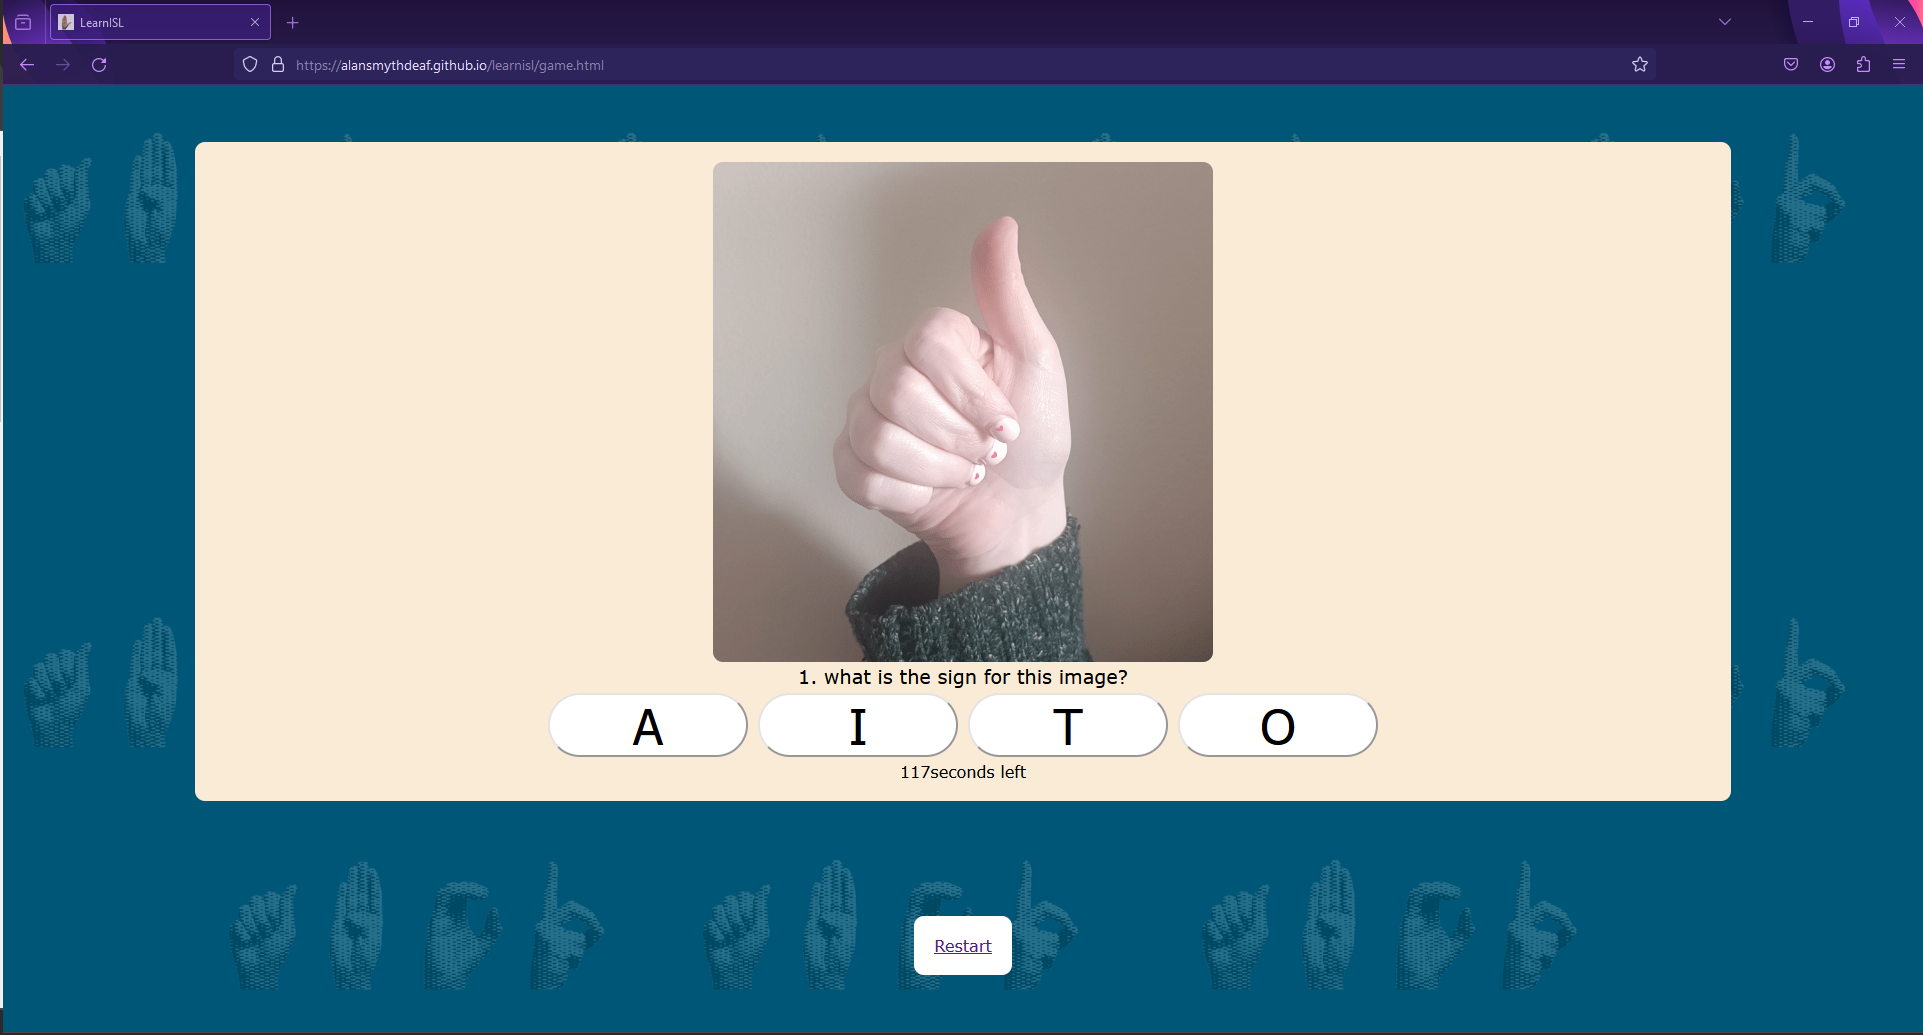 LearnISL
https://alansmythdeaf.github.io/learnisl/game.html
1. what is the sign for this image?
A I T O
117seconds left
Restart